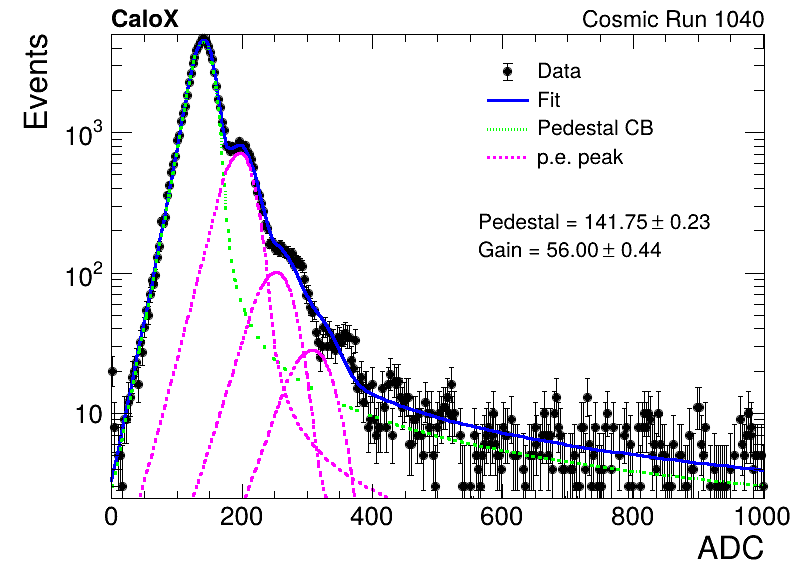 CaloX Cosmic Run 1040
Events
Data
Fit
Pedestal CB
p.e. peak
Pedestal = 141.75 ± 0.23
Gain = 56.00 ± 0.44
10³
10²
10
0 200 400 600 800 1000
ADC